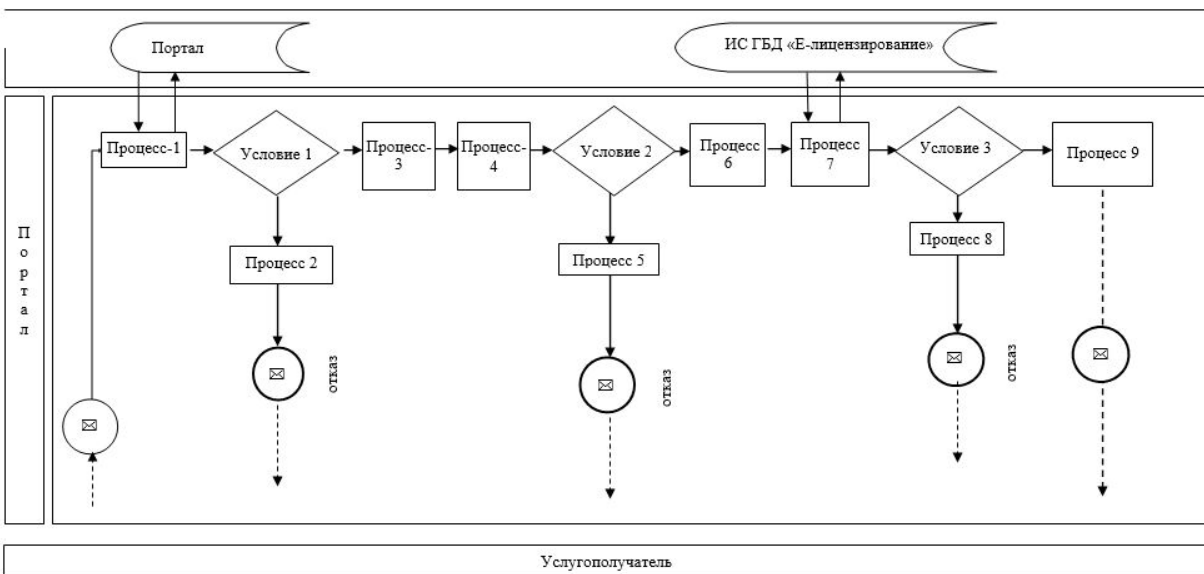 Портал
ИС ГБД «Е-лицензирование»
Процесс-1
Условие 1
Процесс-
3
Процесс-
4
Условие 2
Процесс
6
Процесс
7
Условие 3
Процесс 9
Процесс 2
Процесс 5
Процесс 8
отказ
отказ
отказ
П
о
р
т
а
л
Услугополучатель